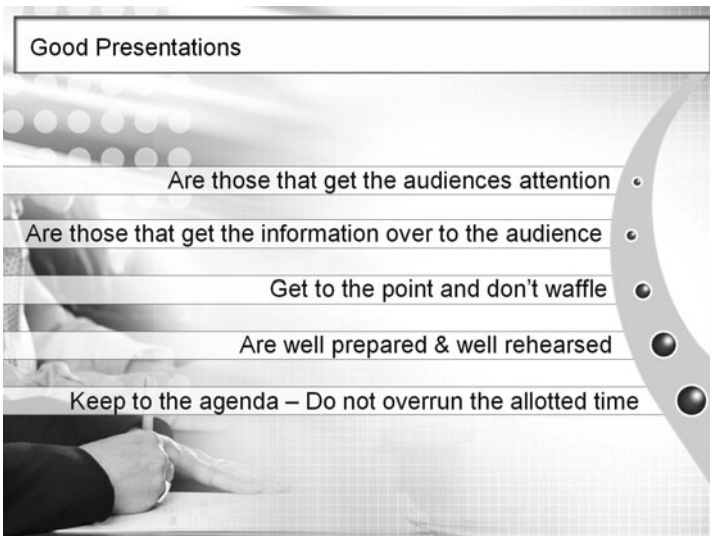 Good Presentations
Are those that get the audiences attention
Are those that get the information over to the audience
Get to the point and don’t waffle
Are well prepared & well rehearsed
Keep to the agenda – Do not overrun the allotted time